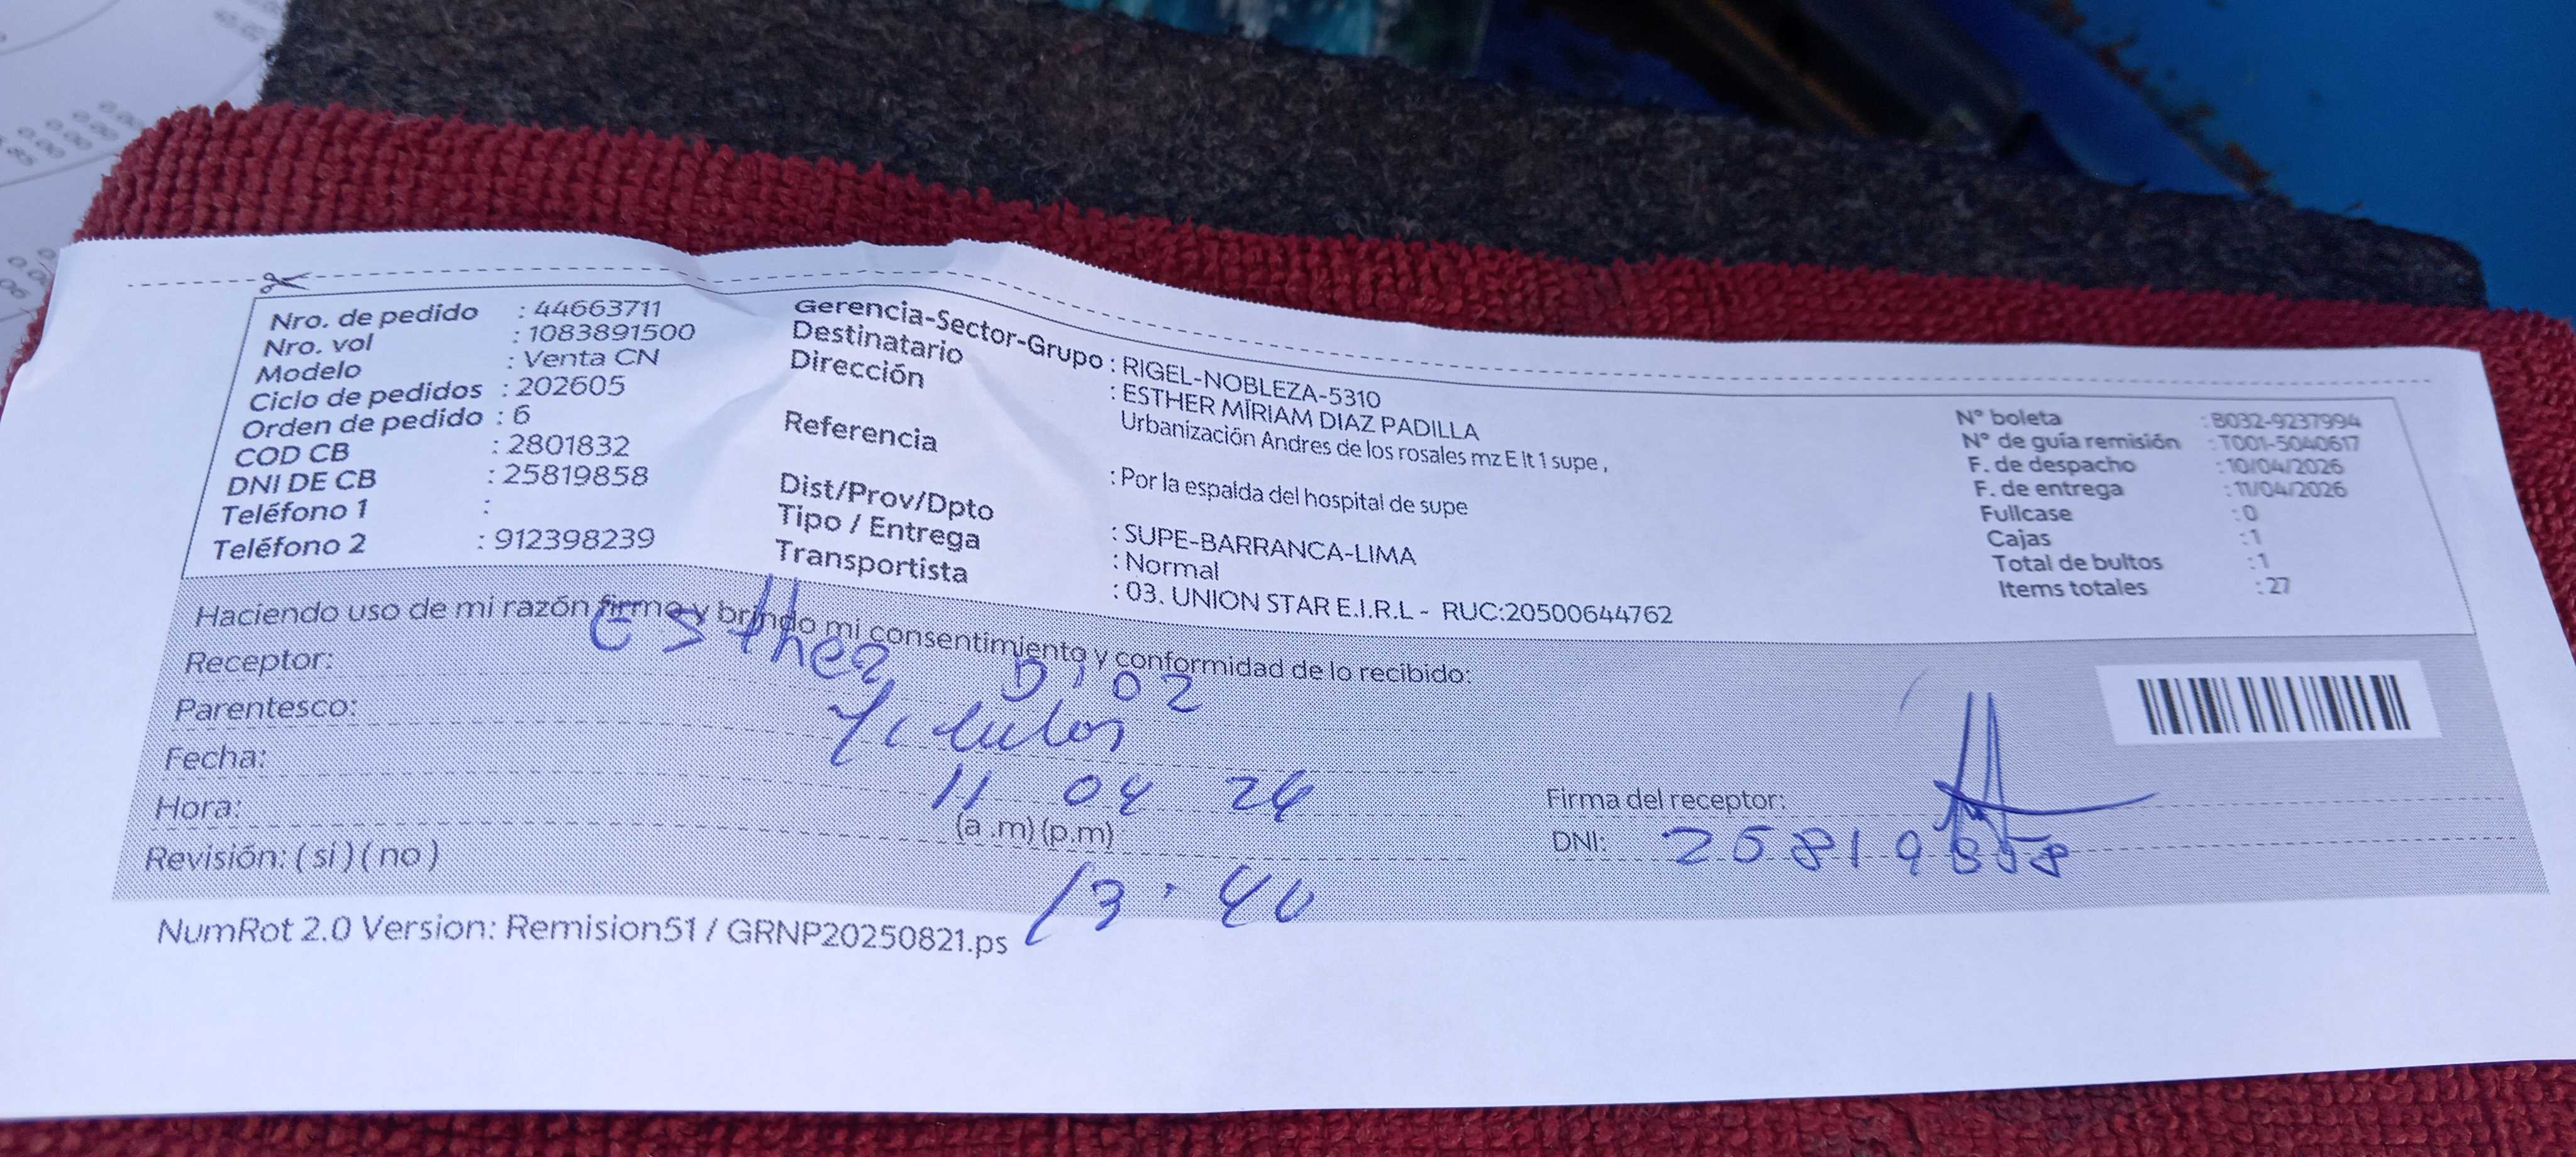 Nro. de pedido : 44663711
Nro. vol : 1083891500
Modelo : Venta CN
Ciclo de pedidos : 202605
Orden de pedido : 6
COD CB : 2801832
DNI DE CB : 25819858
Teléfono 1 :
Teléfono 2 : 912398239
Gerencia-Sector-Grupo : RIGEL-NOBLEZA-5310
Destinatario : ESTHER MIRIAM DIAZ PADILLA
Dirección Urbanización Andres de los rosales mz E lt 1 supe ,
Referencia : Por la espalda del hospital de supe
Dist/Prov/Dpto : SUPE-BARRANCA-LIMA
Tipo / Entrega : Normal
Transportista : 03. UNION STAR E.I.R.L - RUC:20500644762
N° boleta : B032-9237994
N° de guía remisión : T001-5040617
F. de despacho : 10/04/2026
F. de entrega : 11/04/2026
Fullcase : 0
Cajas : 1
Total de bultos : 1
Items totales : 27
Haciendo uso de mi razón firmo y brindo mi consentimiento y conformidad de lo recibido:
Receptor: Esther Diaz
Parentesco:
Fecha: 11 04 26
Hora: (a .m) (p.m) 13:40
Revisión: ( si ) ( no )
Firma del receptor:
DNI: 25819858
NumRot 2.0 Version: Remision51 / GRNP20250821.ps